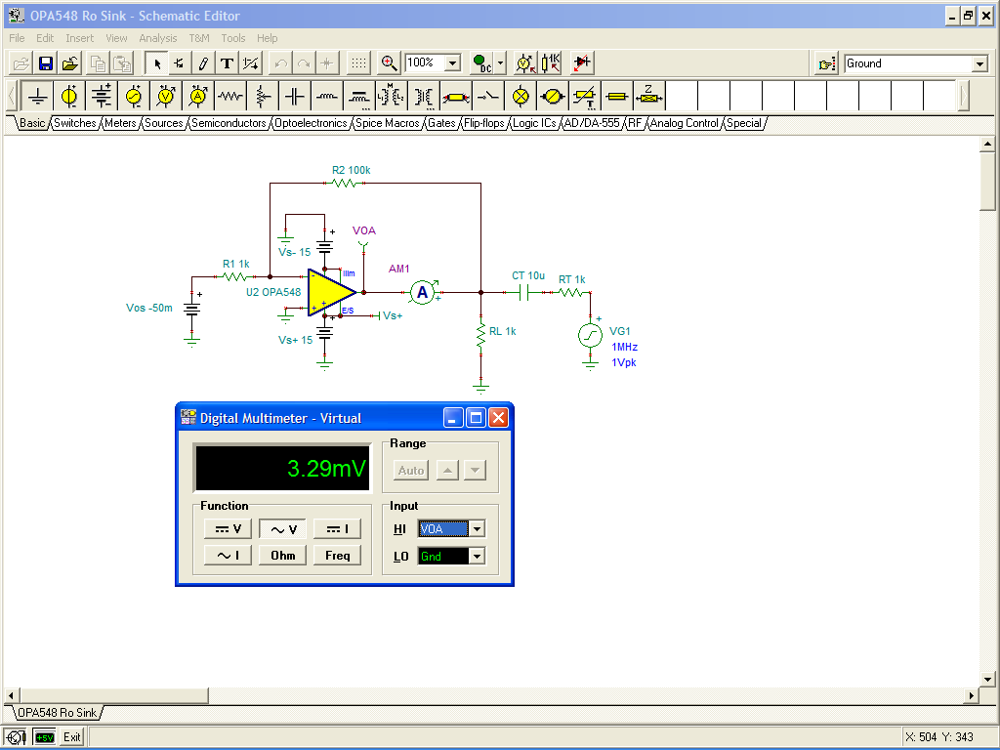 OPA548 Ro Sink - Schematic Editor
File Edit Insert View Analysis T&M Tools Help
T 100% DC V 1K Ground
V A M T Z
Basic Switches Meters Sources Semiconductors Optoelectronics Spice Macros Gates Flip-flops Logic ICs AD/DA-555 RF Analog Control Special
R2 100k
VOA
Vs- 15
R1 1k
Ilim
AM1
CT 10u
RT 1k
U2 OPA548
A
Vos -50m
E/S
Vs+
Vs+ 15
RL 1k
VG1
1MHz
1Vpk
Digital Multimeter - Virtual
3.29mV
Range
Auto
Function
V
V
I
I
Ohm
Freq
Input
HI VOA
LO Gnd
OPA548 Ro Sink
+5V Exit
X: 504 Y: 343